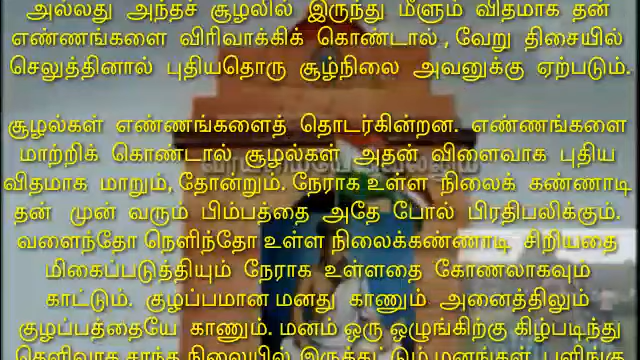 அல்லது அந்தச் சூழலில் இருந்து மீளும் விதமாக தன்
எண்ணங்களை விரிவாக்கிக் கொண்டால் , வேறு திசையில்
செலுத்தினால் புதியதொரு சூழ்நிலை அவனுக்கு ஏற்படும்.
சூழல்கள் எண்ணங்களைத் தொடர்கின்றன. எண்ணங்களை
மாற்றிக் கொண்டால் சூழல்கள் அதன் விளைவாக புதிய
விதமாக மாறும், தோன்றும். நேராக உள்ள நிலைக் கண்ணாடி
தன் முன் வரும் பிம்பத்தை அதே போல் பிரதிபலிக்கும்.
வளைந்தோ நெளிந்தோ உள்ள நிலைக்கண்ணாடி சிறியதை
மிகைப்படுத்தியும் நேராக உள்ளதை கோணலாகவும்
காட்டும். குழப்பமான மனது காணும் அனைத்திலும்
குழப்பத்தையே காணும். மனம் ஒரு ஒழுங்கிற்கு கிழ்படிந்து